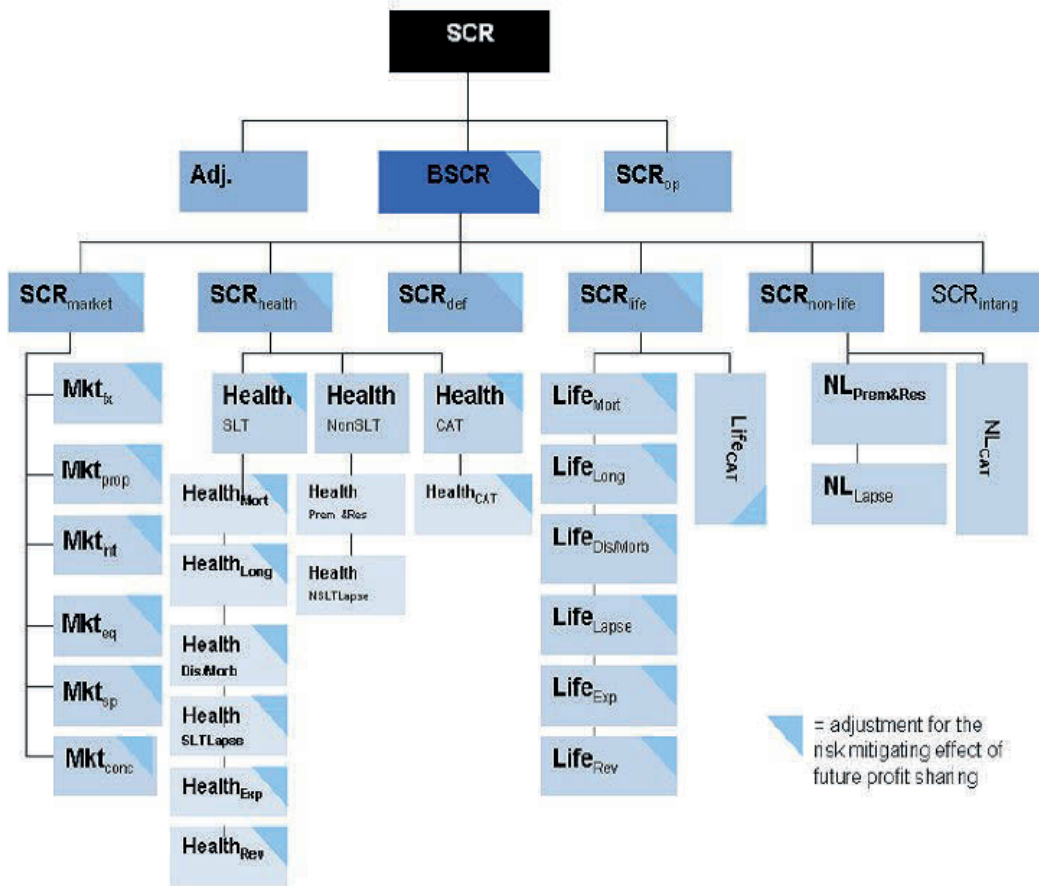 SCR
Adj.
BSCR
SCRop
SCRmarket
SCRhealth
SCRdef
SCRlife
SCRnon-life
SCRintang
Mktfx
Mktprop
Mktint
Mkteq
Mktsp
Mktconc
Health
SLT
Health
NonSLT
Health
CAT
HealthMort
HealthLong
Health
Dis/Morb
Health
SLTLapse
HealthExp
HealthRev
Health
Prem &Res
Health
NSLTLapse
HealthCAT
LifeMort
LifeLong
LifeDis/Morb
LifeLapse
LifeExp
LifeRev
LifeCAT
NLPrem&Res
NLLapse
NLCAT
= adjustment for the
risk mitigating effect of
future profit sharing